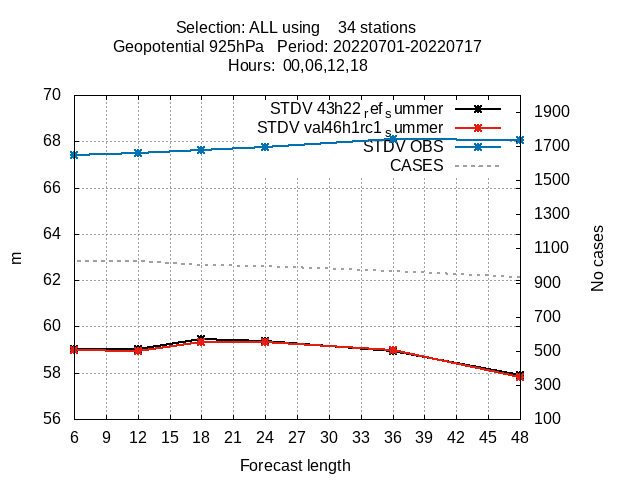 Selection: ALL using    34 stations
Geopotential 925hPa   Period: 20220701-20220717
Hours: 00,06,12,18
STDV 43h22ref_summer
STDV val46h1rc1_summer
STDV OBS
CASES
70
68
66
64
62
60
58
56
m
1900
1700
1500
1300
1100
900
700
500
300
100
No cases
6 9 12 15 18 21 24 27 30 33 36 39 42 45 48
Forecast length